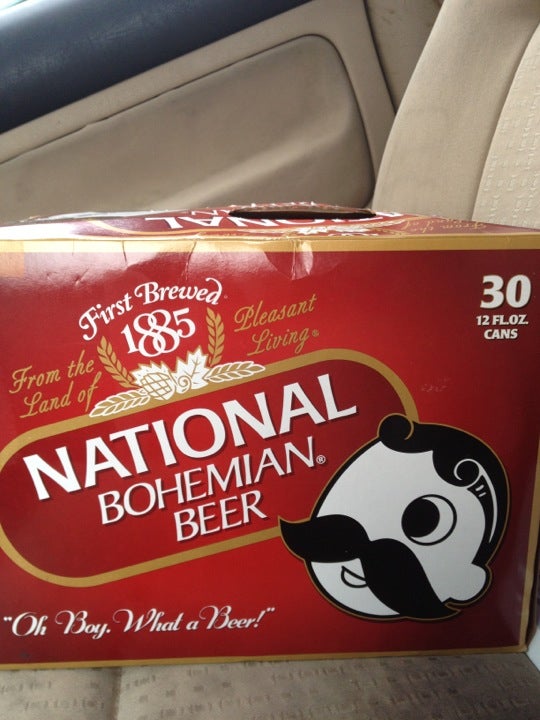 NATIONAL
First Brewed
1885
From the
Land of
Pleasant
Living®
30
12 FL.OZ.
CANS
NATIONAL
BOHEMIAN®
BEER
"Oh Boy. What a Beer!"